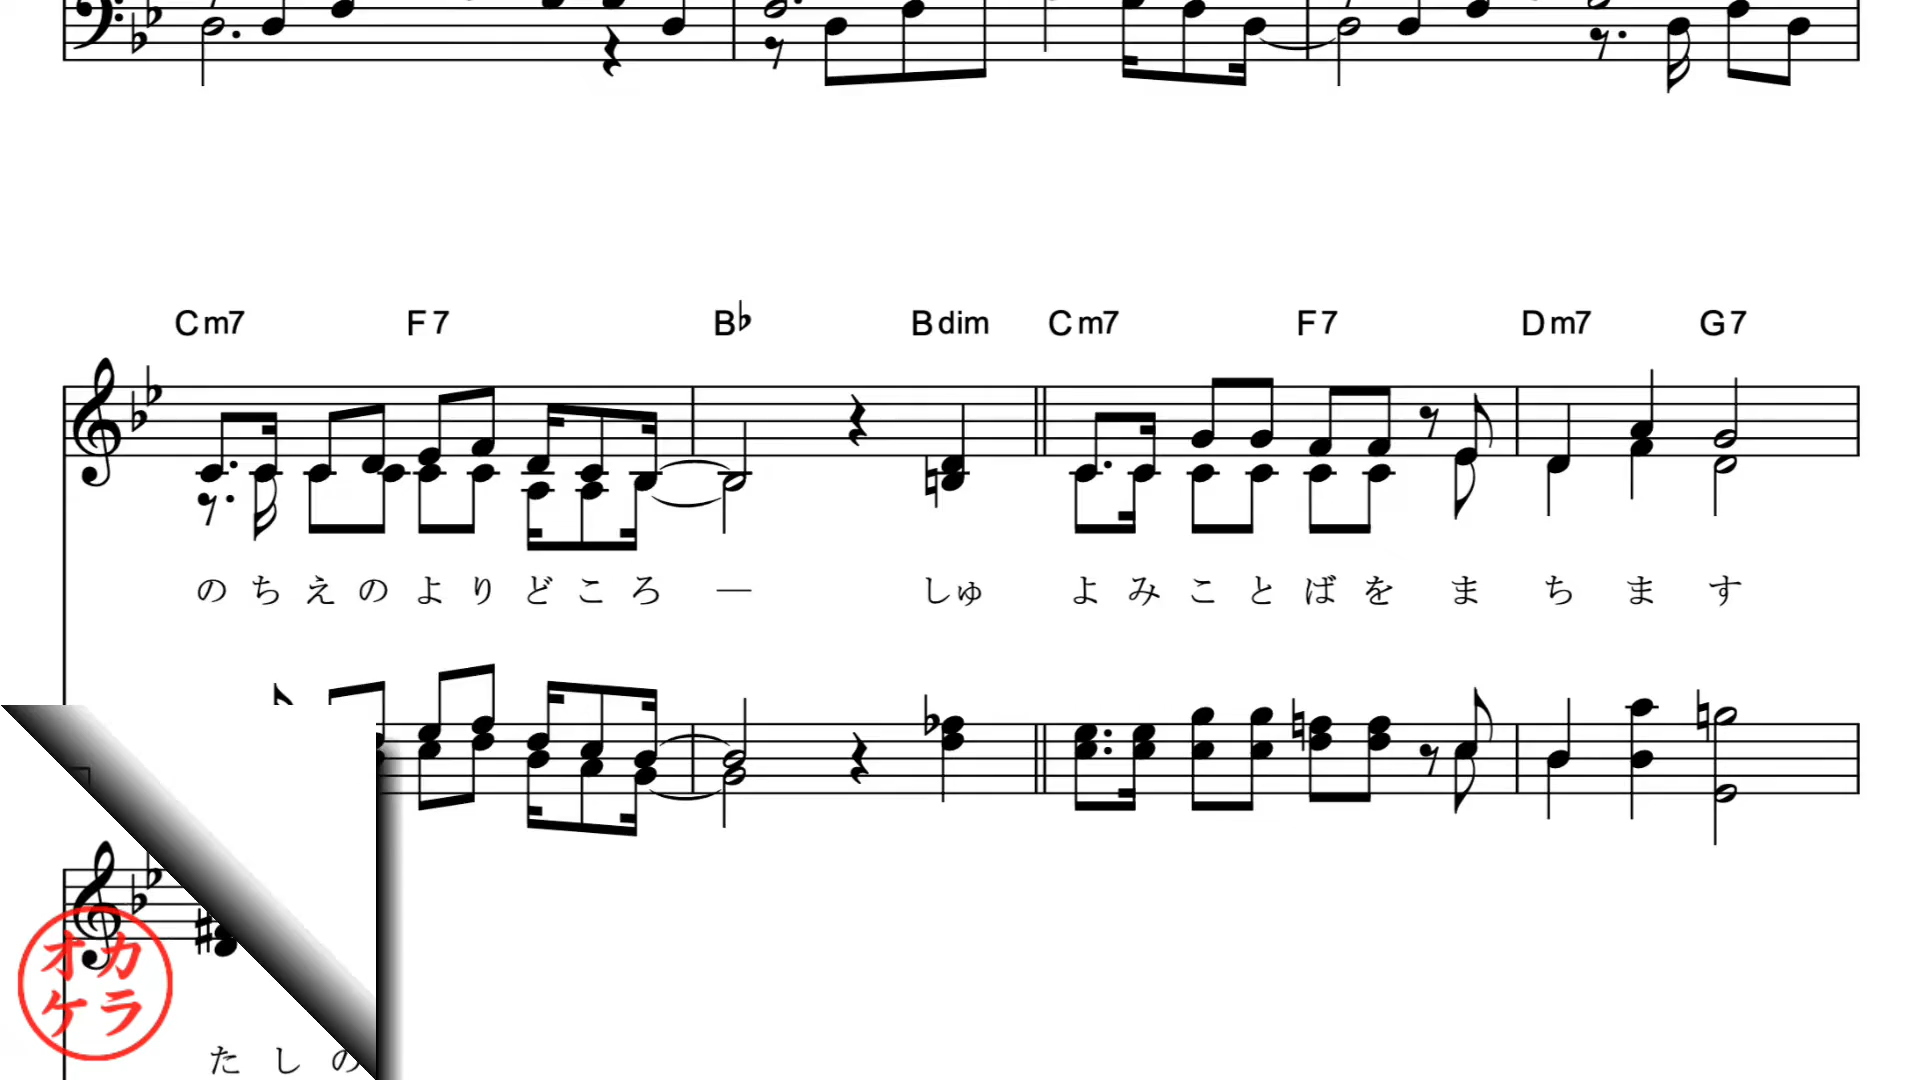 Cm7 F7 B♭ Bdim Cm7 F7 Dm7 G7
のちえのよりどころ― しゅよみことばをまちます
オカ
ケラ
たしの